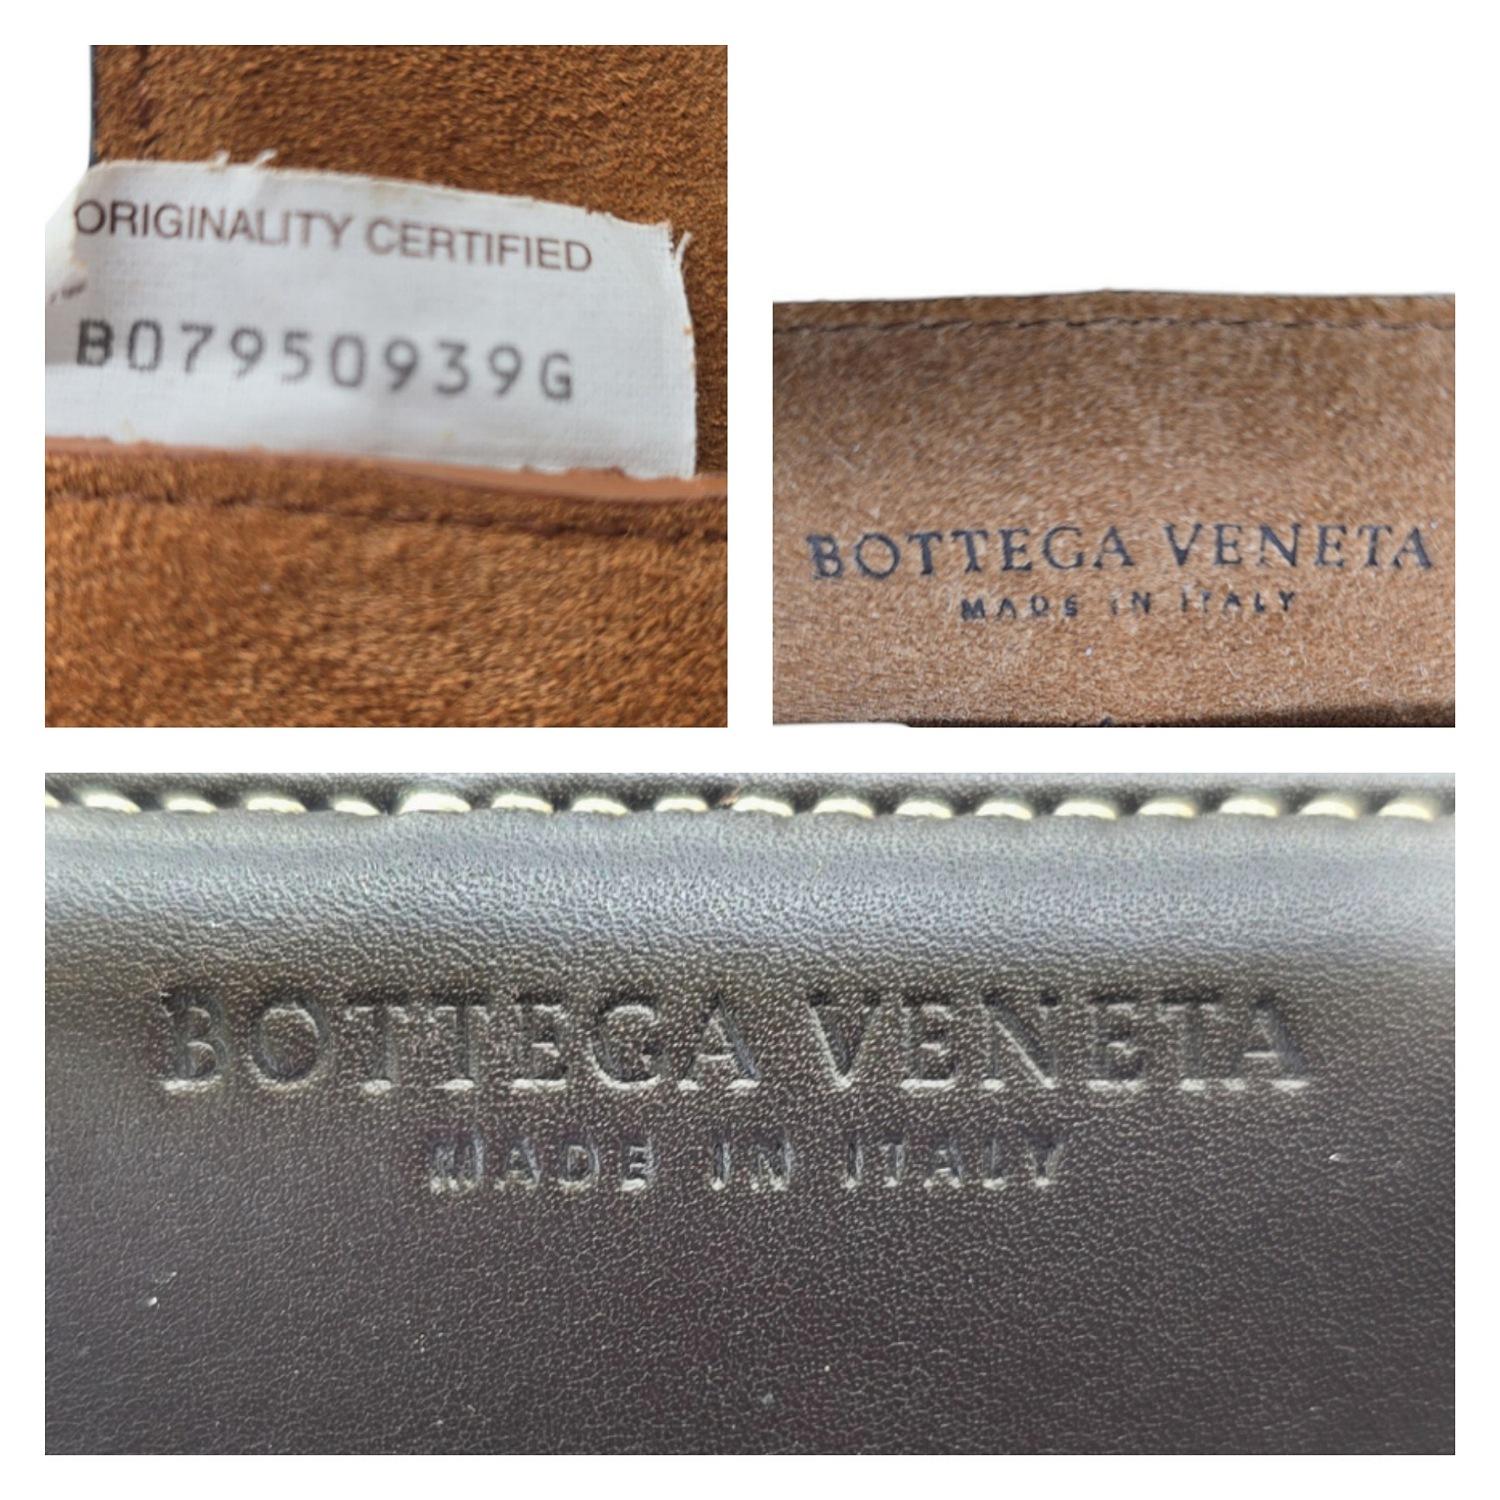 ORIGINALITY CERTIFIED
B07950939G
BOTTEGA VENETA
MADE IN ITALY
BOTTEGA VENETA
MADE IN ITALY